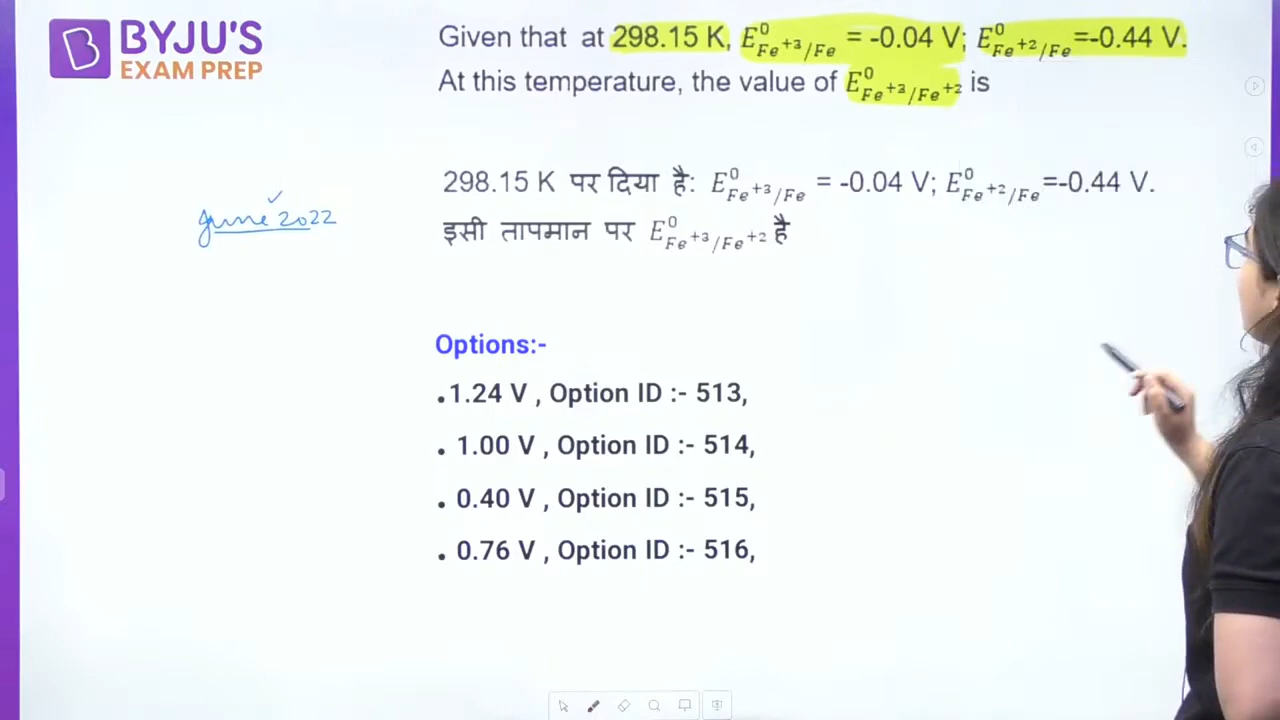 BYJU'S
EXAM PREP
Given that at 298.15 K, E⁰Fe⁺³/Fe = -0.04 V; E⁰Fe⁺²/Fe=-0.44 V.
At this temperature, the value of E⁰Fe⁺³/Fe⁺² is
298.15 K पर दिया है: E⁰Fe⁺³/Fe = -0.04 V; E⁰Fe⁺²/Fe=-0.44 V.
इसी तापमान पर E⁰Fe⁺³/Fe⁺² है
June 2022
Options:-
.1.24 V , Option ID :- 513,
. 1.00 V , Option ID :- 514,
. 0.40 V , Option ID :- 515,
. 0.76 V , Option ID :- 516,